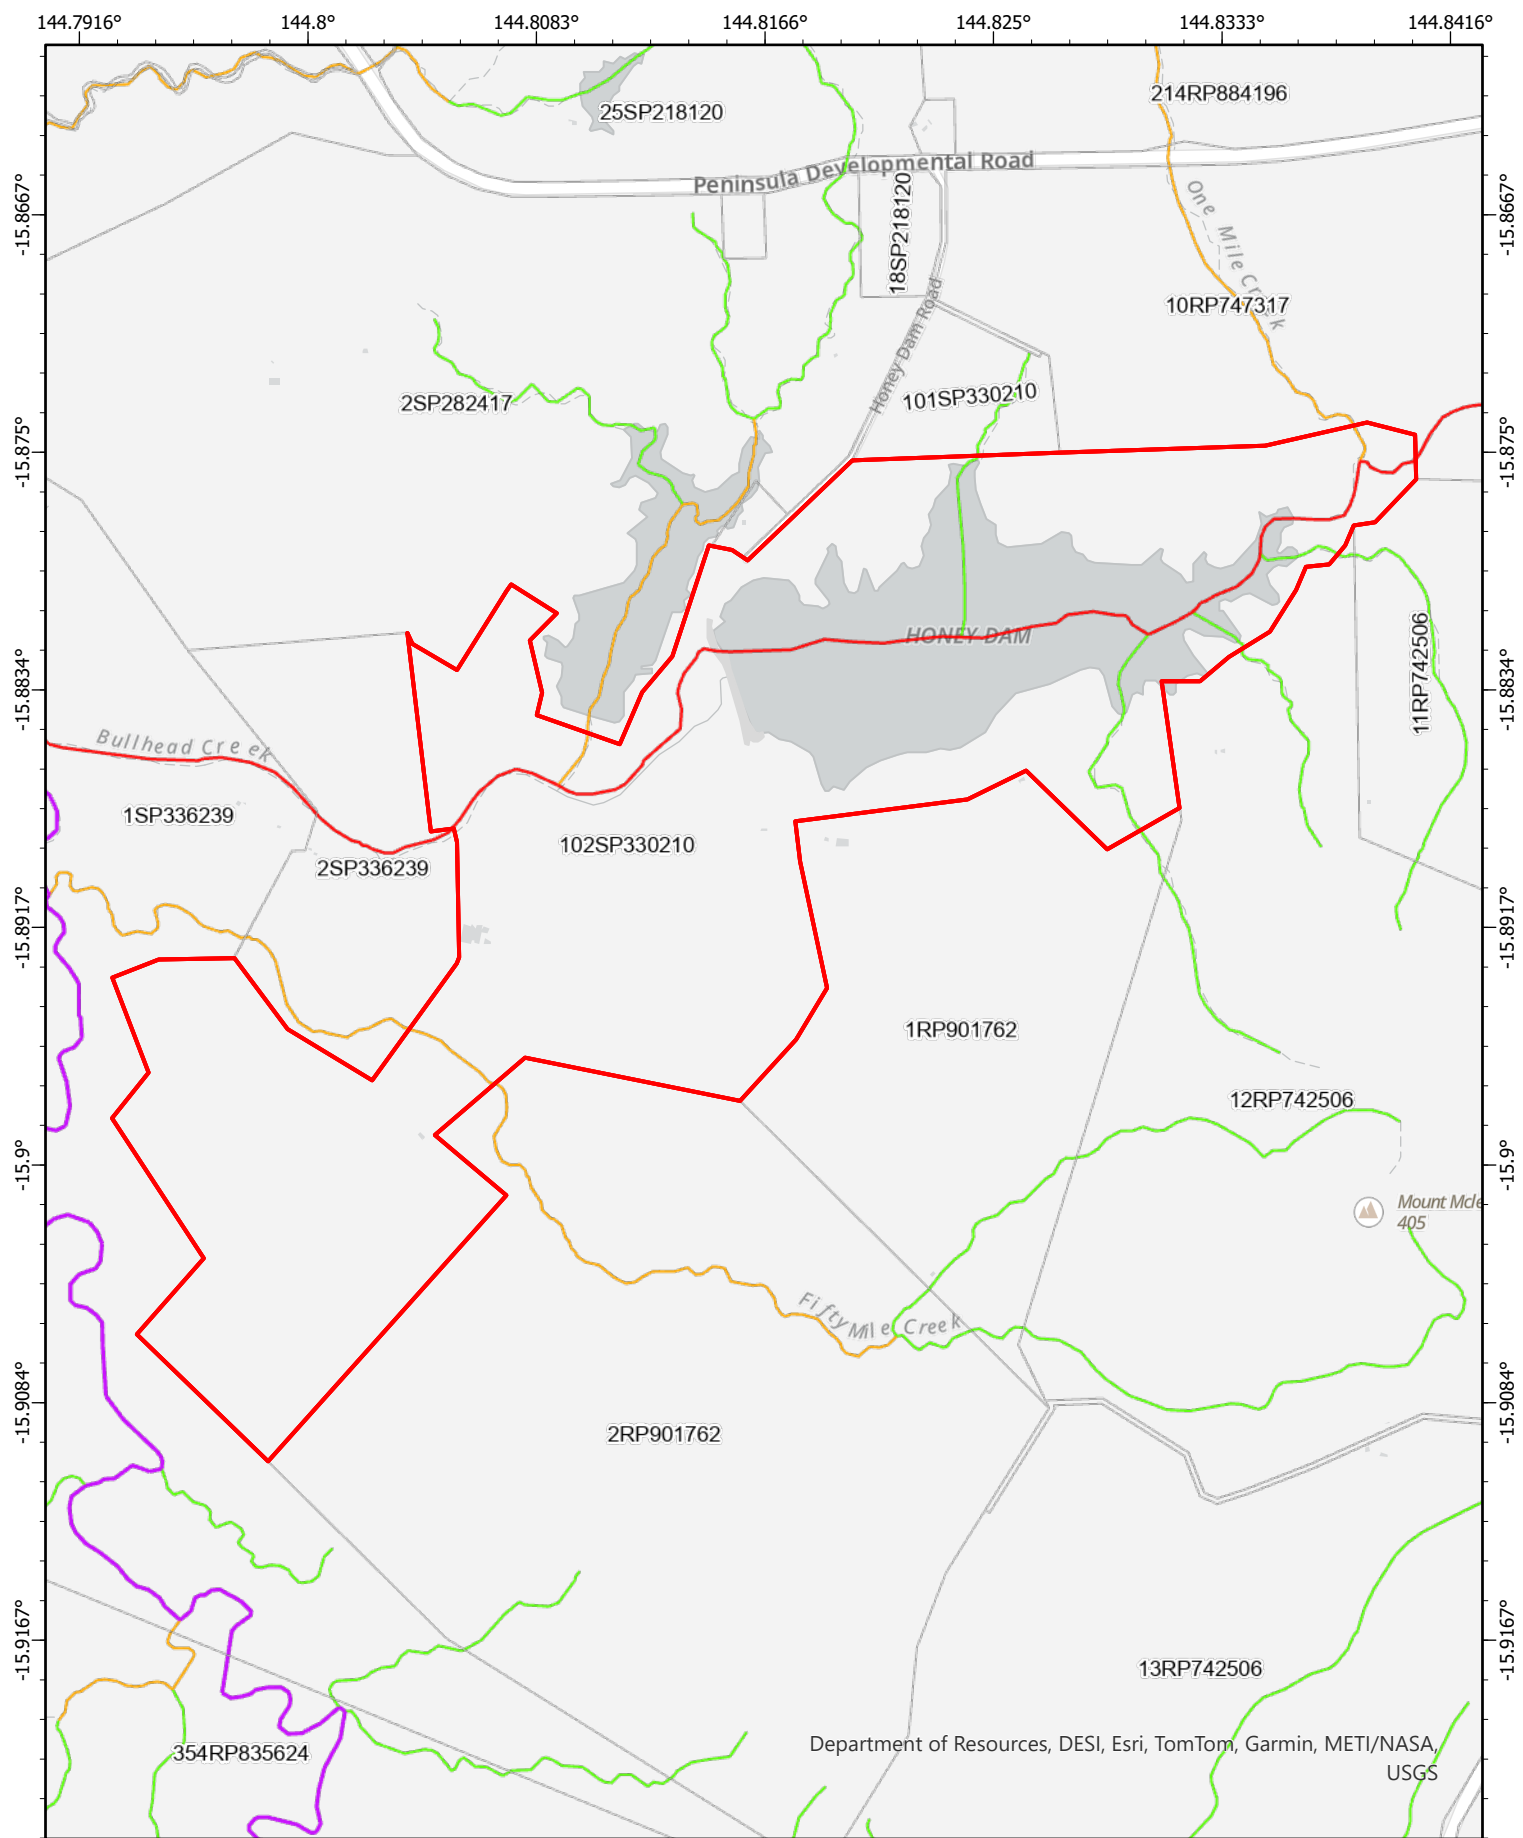 144.7916°
144.8°
144.8083°
144.8166°
144.825°
144.8333°
144.8416°
214RP884196
25SP218120
Peninsula Developmental Road
-15.8667°
-15.8667°
18SP218120
One Mile Creek
10RP747317
Honey Dam Road
101SP330210
2SP282417
-15.875°
-15.875°
HONEY DAM
11RP742506
-15.8834°
-15.8834°
Bullhead Creek
1SP336239
102SP330210
2SP336239
-15.8917°
-15.8917°
1RP901762
12RP742506
-15.9°
-15.9°
Mount Mcle
405
Fifty Mile Creek
-15.9084°
-15.9084°
2RP901762
-15.9167°
-15.9167°
13RP742506
354RP835624
Department of Resources, DESI, Esri, TomTom, Garmin, METI/NASA,
USGS